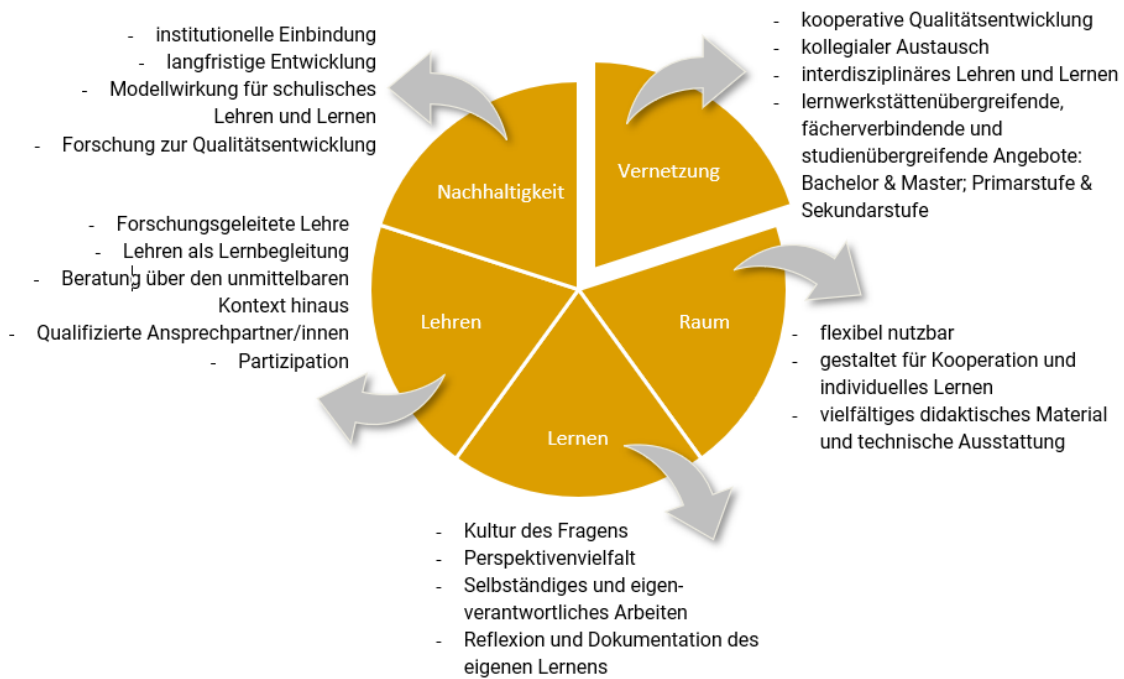 - institutionelle Einbindung
- langfristige Entwicklung
- Modellwirkung für schulisches
Lehren und Lernen
- Forschung zur Qualitätsentwicklung
Nachhaltigkeit
- kooperative Qualitätsentwicklung
- kollegialer Austausch
- interdisziplinäres Lehren und Lernen
- lernwerkstättenübergreifende,
fächerverbindende und
studienübergreifende Angebote:
Bachelor & Master; Primarstufe &
Sekundarstufe
Vernetzung
- Forschungsgeleitete Lehre
- Lehren als Lernbegleitung
- Beratung über den unmittelbaren
Kontext hinaus
- Qualifizierte Ansprechpartner/innen
- Partizipation
Lehren
Raum
- flexibel nutzbar
- gestaltet für Kooperation und
individuelles Lernen
- vielfältiges didaktisches Material
und technische Ausstattung
Lernen
- Kultur des Fragens
- Perspektivenvielfalt
- Selbständiges und eigen-
verantwortliches Arbeiten
- Reflexion und Dokumentation des
eigenen Lernens